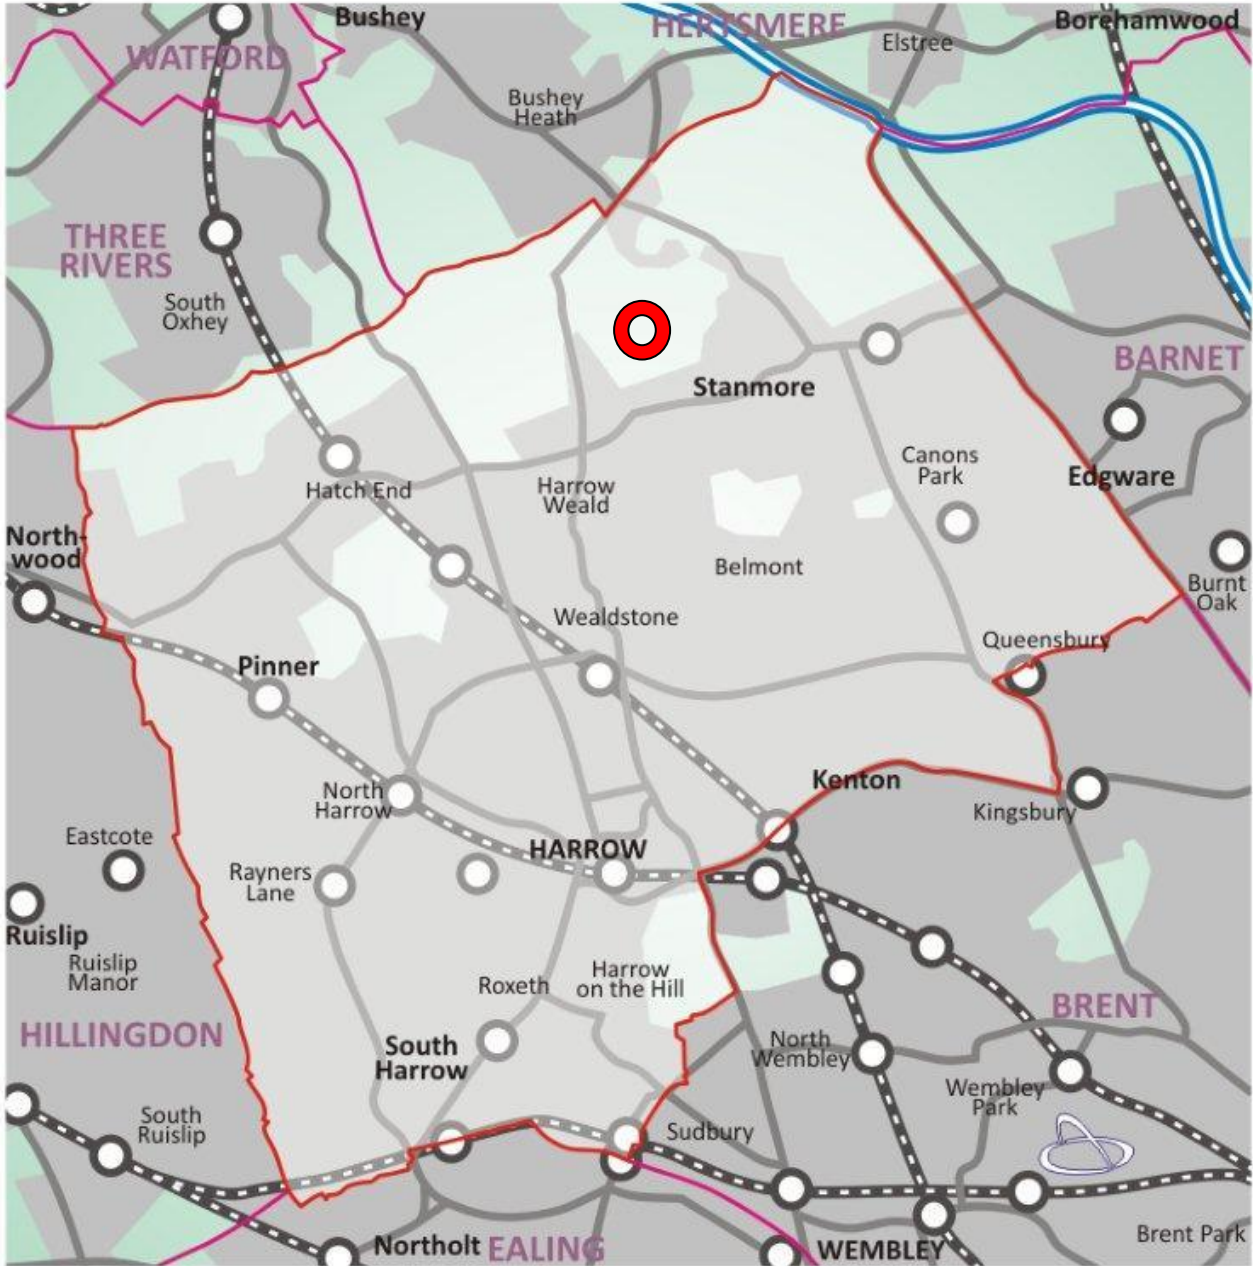 Bushey
HERTSMERE
Borehamwood
WATFORD
Elstree
Bushey
Heath
THREE
RIVERS
South
Oxhey
BARNET
Stanmore
Canons
Park
Edgware
Hatch End
Harrow
Weald
North-
wood
Belmont
Burnt
Oak
Wealdstone
Queensbury
Pinner
Kenton
North
Harrow
Kingsbury
Eastcote
HARROW
Rayners
Lane
Ruislip
Ruislip
Manor
Harrow
on the Hill
Roxeth
BRENT
HILLINGDON
South
Harrow
North
Wembley
Wembley
Park
South
Ruislip
Sudbury
Brent Park
Northolt
EALING
WEMBLEY